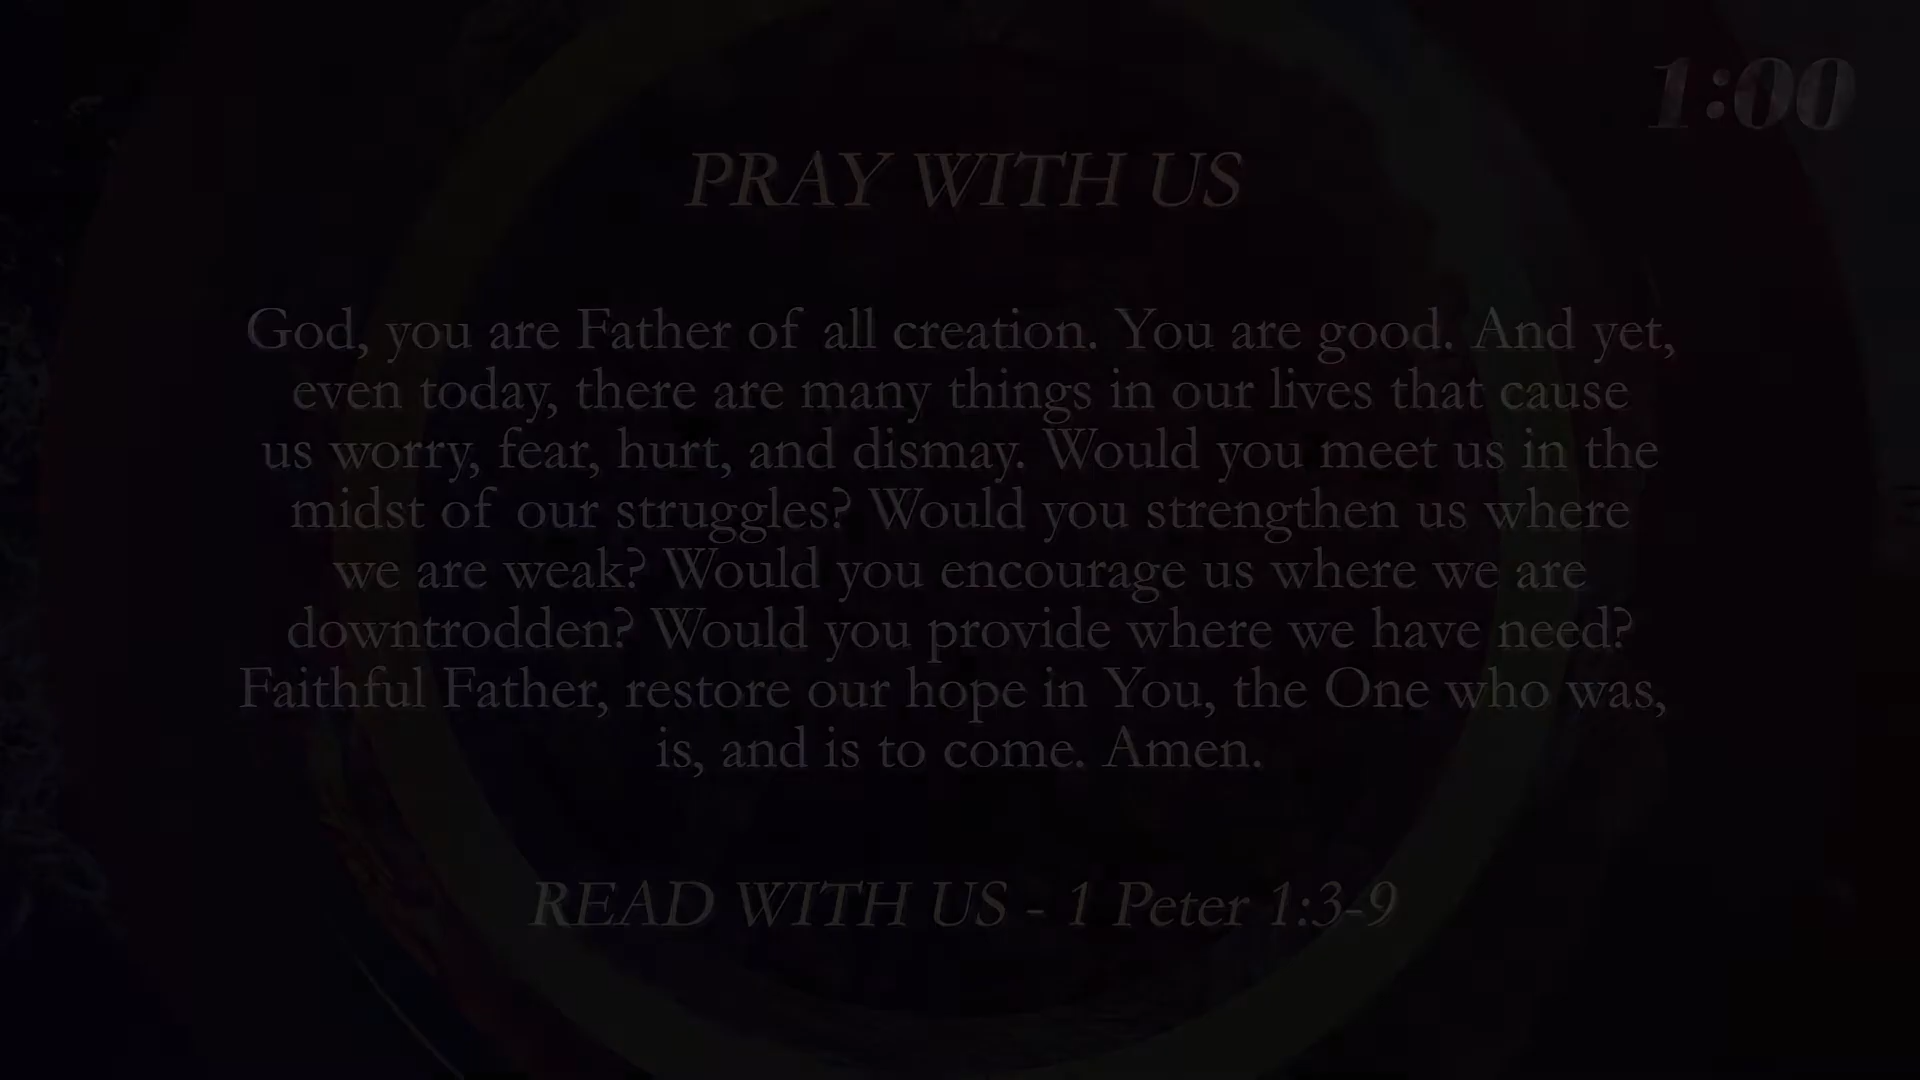 1:00
PRAY WITH US
God, you are Father of all creation. You are good. And yet,
even today, there are many things in our lives that cause
us worry, fear, hurt, and dismay. Would you meet us in the
midst of our struggles? Would you strengthen us where
we are weak? Would you encourage us where we are
downtrodden? Would you provide where we have need?
Faithful Father, restore our hope in You, the One who was,
is, and is to come. Amen.
READ WITH US - 1 Peter 1:3-9